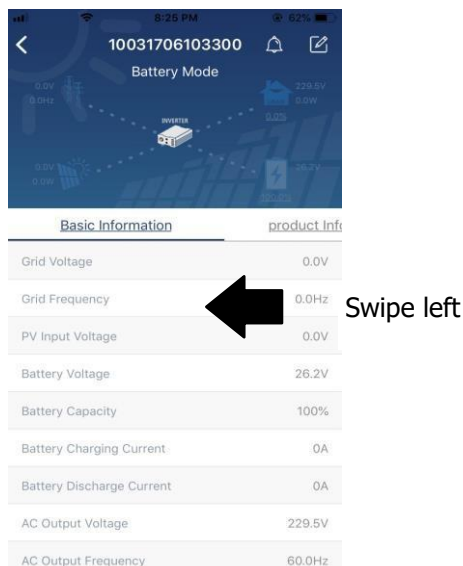 8:25 PM 62%
10031706103300
Battery Mode
0.0V
0.0Hz
229.5V
0.0W
0.0%
INVERTER
0.0V
0.0W
26.2V
Basic Information product Info
Grid Voltage 0.0V
Grid Frequency 0.0Hz
PV Input Voltage 0.0V
Battery Voltage 26.2V
Battery Capacity 100%
Battery Charging Current 0A
Battery Discharge Current 0A
AC Output Voltage 229.5V
AC Output Frequency 60.0Hz
Swipe left